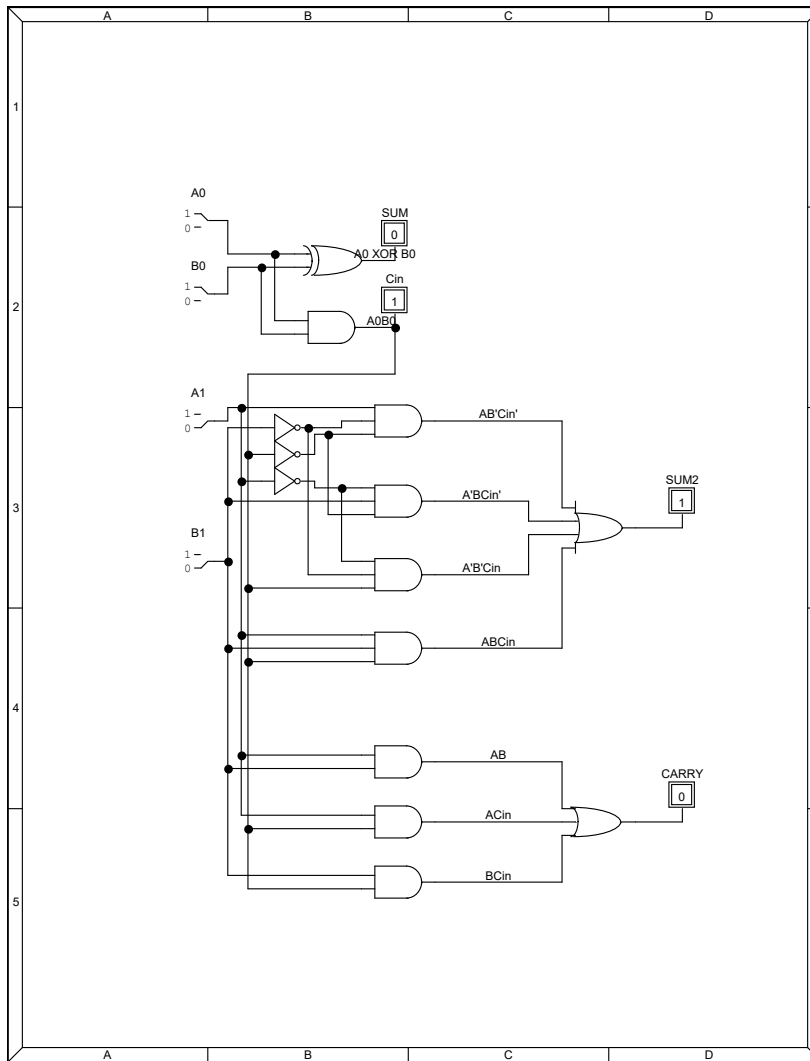 A B C D
1
A0
1
0
SUM
0
A0 XOR B0
B0
1
0
Cin
1
2
A0B0
A1
1
0
AB'Cin'
A'BCin'
SUM2
1
3
B1
1
0
A'B'Cin
ABCin
4
AB
CARRY
0
ACin
BCin
5
A B C D